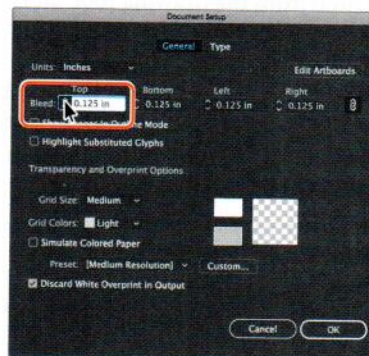 Document Setup
General Type
Units: Inches
Edit Artboards
Top Bottom Left Right
Bleed: 0.125 in 0.125 in 0.125 in 0.125 in
Mode
Highlight Substituted Glyphs
Transparency and Overprint Options
Grid Size: Medium
Grid Colors: Light
Simulate Colored Paper
Preset: [Medium Resolution] Custom...
Discard White Overprint in Output
Cancel OK